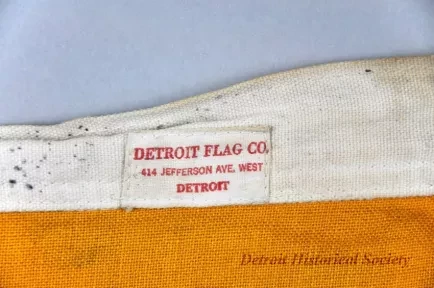 DETROIT FLAG CO.
414 JEFFERSON AVE. WEST
DETROIT
Detroit Historical Society